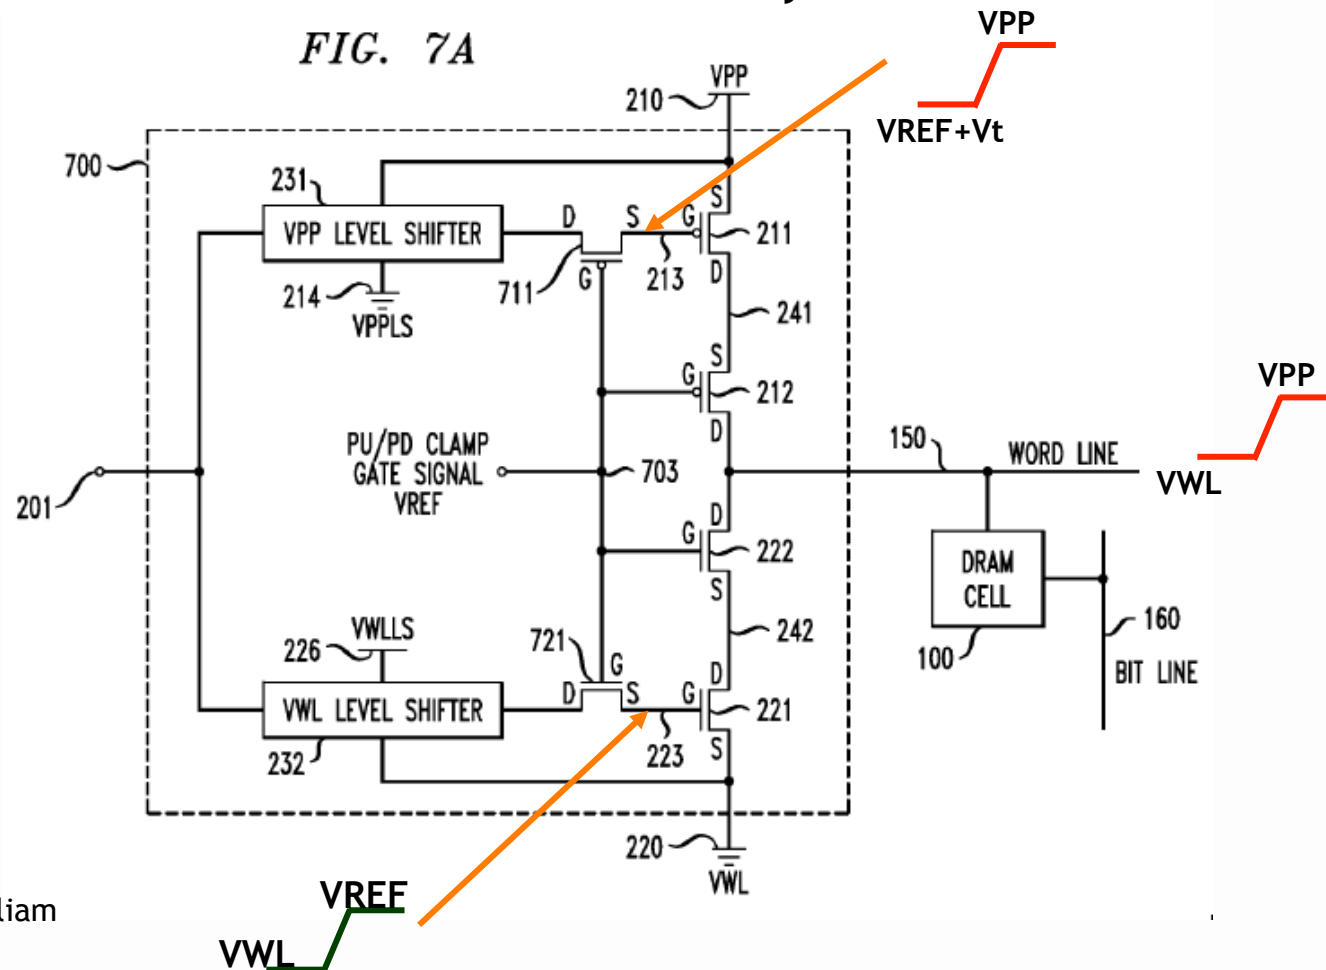 FIG. 7A
VPP
VREF+Vt
VPP
210
700
231
VPP LEVEL SHIFTER
D
S
G
S
211
711
G
213
D
214
VPPLS
241
S
G
212
D
VPP
PU/PD CLAMP
GATE SIGNAL
VREF
703
150
WORD LINE
VWL
201
D
G
222
S
DRAM
CELL
100
160
BIT LINE
VWLLS
226
721
G
242
D
VWL LEVEL SHIFTER
D
S
G
221
232
223
S
220
VWL
VREF
liam
VWL